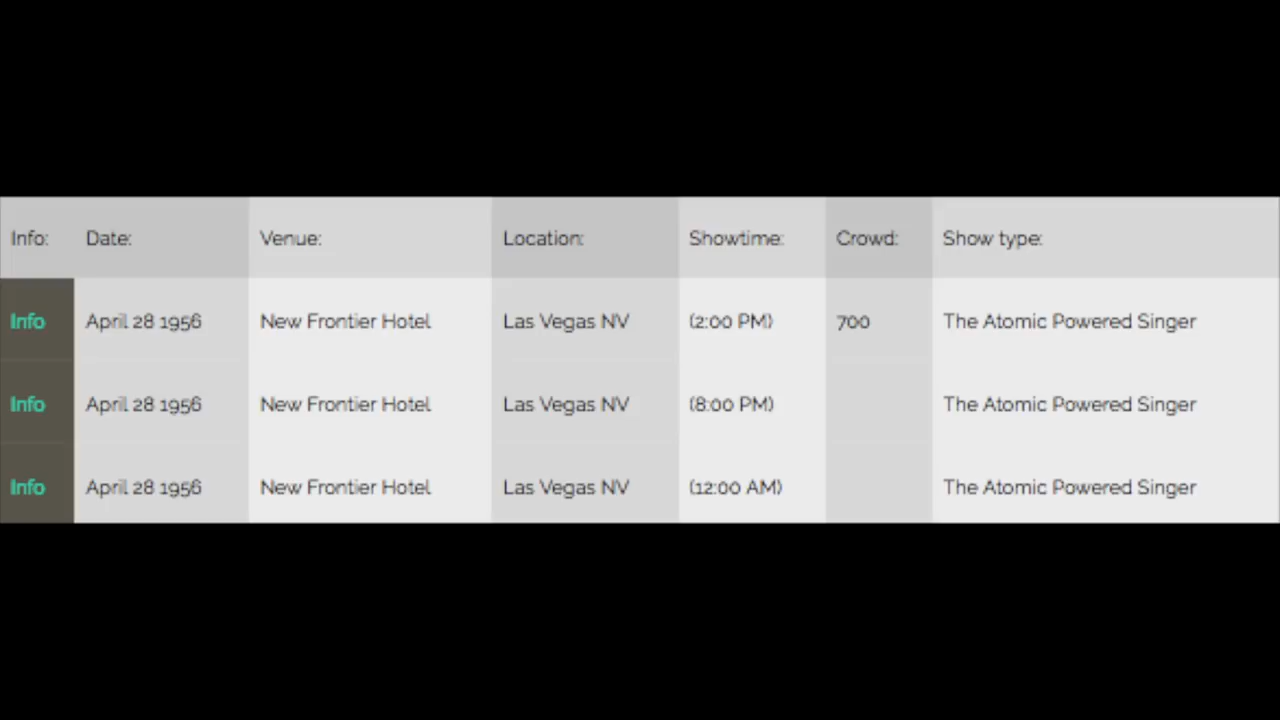 Info: Date: Venue: Location: Showtime: Crowd: Show type:
Info April 28 1956 New Frontier Hotel Las Vegas NV (2:00 PM) 700 The Atomic Powered Singer
Info April 28 1956 New Frontier Hotel Las Vegas NV (8:00 PM) The Atomic Powered Singer
Info April 28 1956 New Frontier Hotel Las Vegas NV (12:00 AM) The Atomic Powered Singer